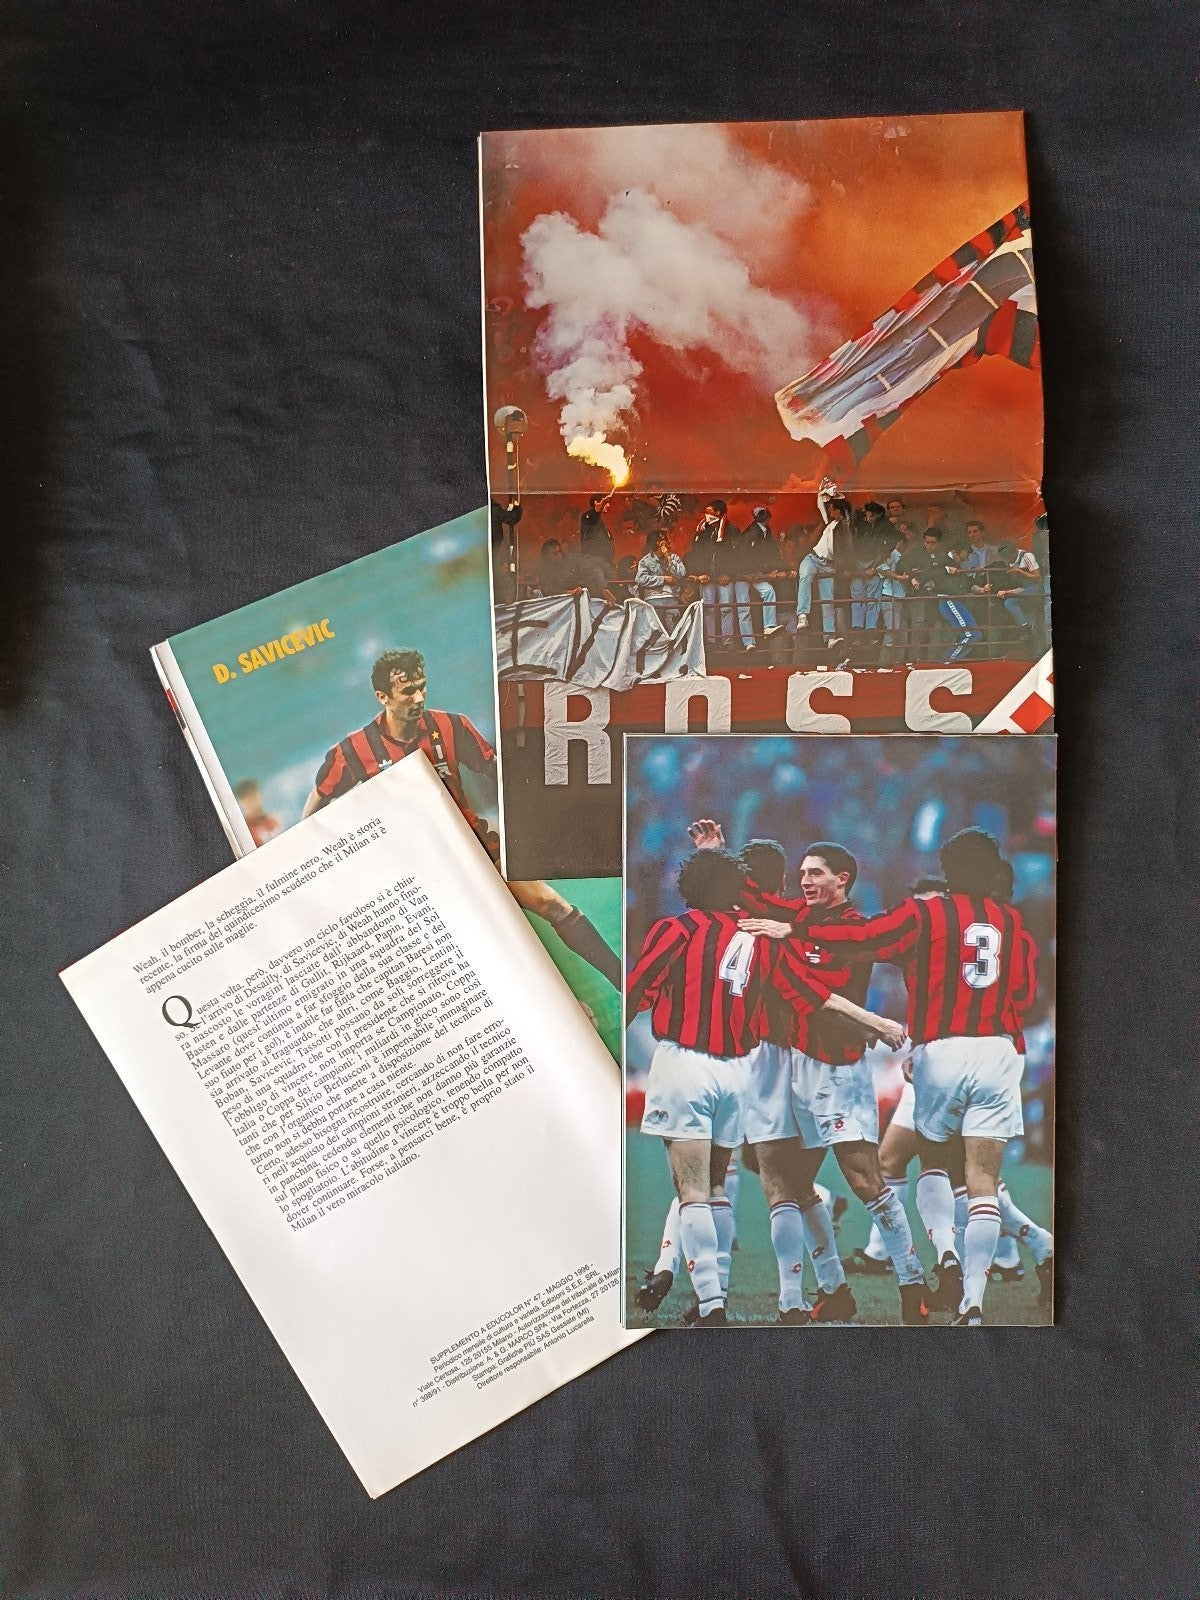 D. SAVICEVIC
EVIL
ROSS
4
3
Weah, il bomber, la scheggia, il fulmine nero. Weah è storia
recente, la firma del quindicesimo scudetto che il Milan si è
appena cucito sulle maglie.
Questa volta, però, davvero un ciclo favoloso si è chiu-
so. e l'arrivo di Desailly, di Savicevic, di Weah hanno fino-
ra nascosto le voragini lasciate dall' abbandono di Van
Basten e dalle partenze di Gullit, Rijkaard, Papin, Evani,
Massaro (quest'ultimo emigrato in una squadra del Sol
Levante dove continua a far sfoggio della sua classe e del
suo fiuto per i gol), è inutile far finta che capitan Baresi non
sia arrivato al traguardo, che altri, come Baggio, Lentini,
Boban, Savicevic, Tassotti possano da soli sorreggere il
peso di una squadra che con il presidente che si ritrova ha
l'obbligo di vincere, non importa se Campionato, Coppa
Italia o Coppa dei campioni: i miliardi in gioco sono così
tanti che per Silvio Berlusconi è impensabile immaginare
che con l'organico che mette a disposizione del tecnico di
turno non si debba portare a casa niente.
Certo, adesso bisogna ricostruire, cercando di non fare erro-
ri nell'acquisto dei campioni stranieri, azzeccando il tecnico
in panchina, cedendo elementi che non danno più garanzie
sul piano fisico o su quello psicologico, tenendo compatto
lo spogliatoio. L'abitudine a vincere è troppo bella per non
dover continuare. Forse, a pensarci bene, è proprio stato il
Milan il vero miracolo italiano.
SUPPLEMENTO A EDUCOLOR N° 47 - MAGGIO 1996 -
Periodico mensile di cultura e varietà. Edizioni S.E.E. SRL
Viale Certosa, 125 20155 Milano - Autorizzazione del tribunale di Milano
n° 398/91 - Distribuzione: A. & G. MARCO SPA - Via Fortezza, 27 20126
Stampa: Grafiche PIÙ SAS Gessate (MI)
Direttore responsabile: Antonio Lucarella